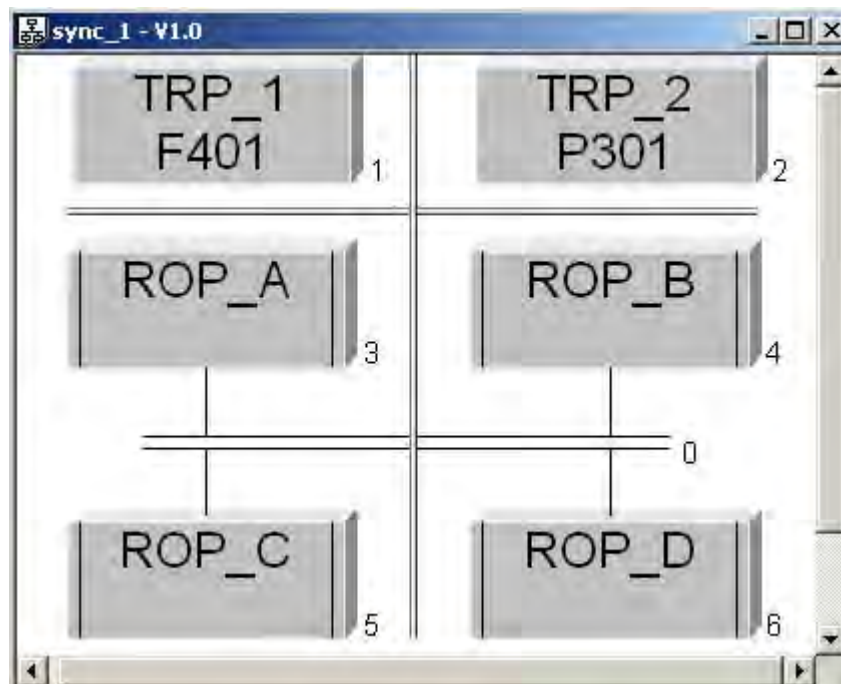 sync_1 - V1.0
TRP_1
F401
1
TRP_2
P301
2
ROP_A
3
ROP_B
4
0
ROP_C
5
ROP_D
6